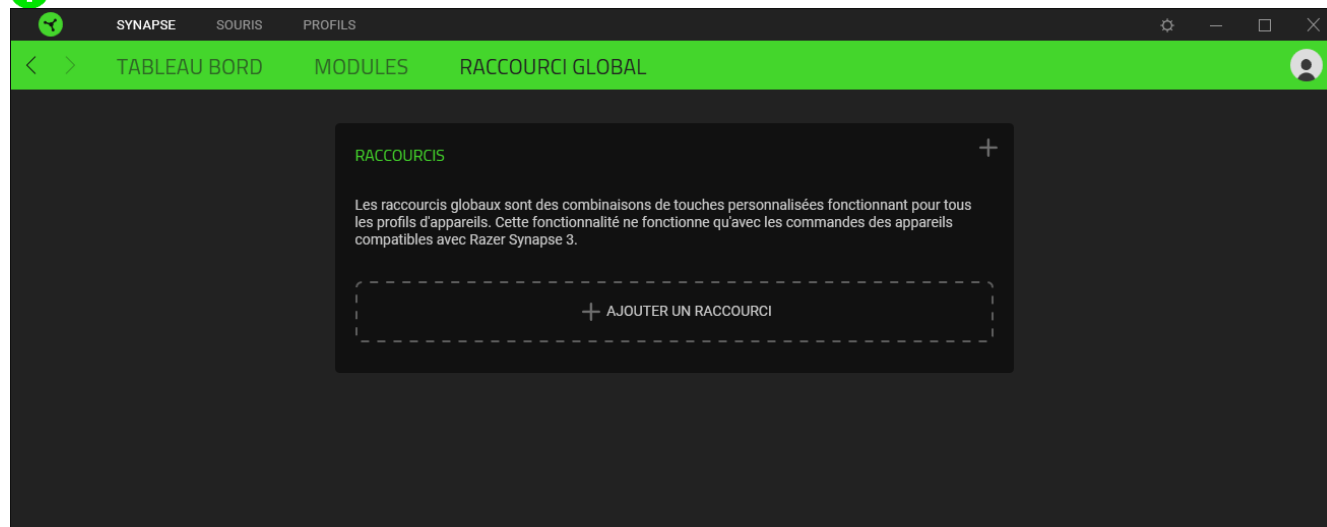 SYNAPSE SOURIS PROFILS
TABLEAU BORD MODULES RACCOURCI GLOBAL
RACCOURCIS
Les raccourcis globaux sont des combinaisons de touches personnalisées fonctionnant pour tous
les profils d'appareils. Cette fonctionnalité ne fonctionne qu'avec les commandes des appareils
compatibles avec Razer Synapse 3.
AJOUTER UN RACCOURCI